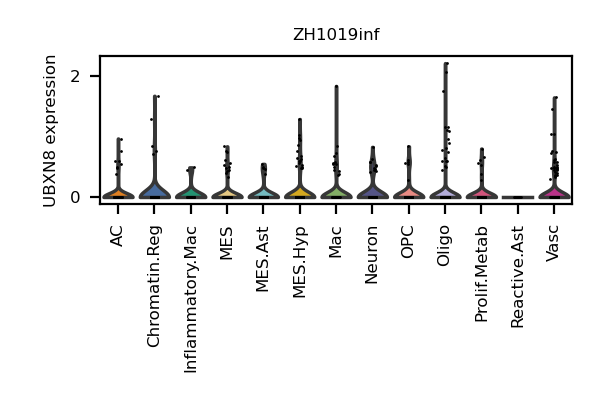 ZH1019inf
UBXN8 expression
2
0
AC
Chromatin.Reg
Inflammatory.Mac
MES
MES.Ast
MES.Hyp
Mac
Neuron
OPC
Oligo
Prolif.Metab
Reactive.Ast
Vasc